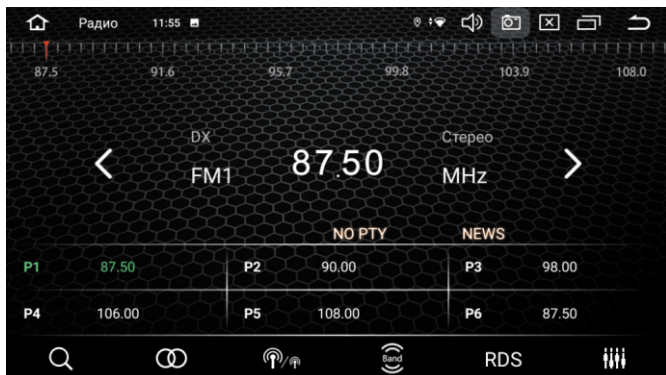 Радио 11:55
87.5 91.6 95.7 99.8 103.9 108.0
DX Стерео
FM1 87.50 MHz
NO PTY NEWS
P1 87.50 P2 90.00 P3 98.00
P4 106.00 P5 108.00 P6 87.50
Band RDS